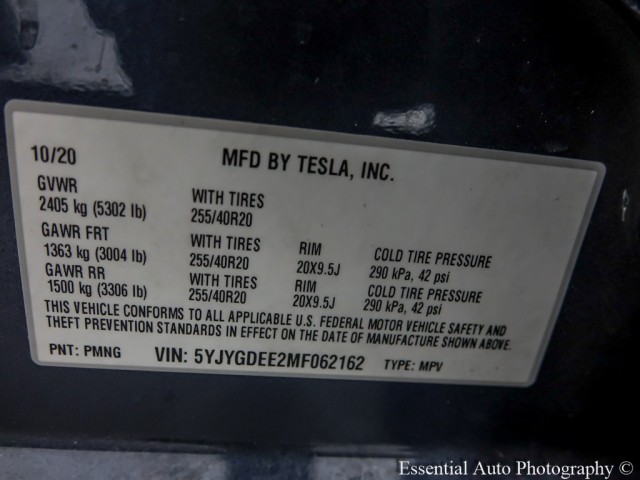 10/20 MFD BY TESLA, INC.
GVWR
2405 kg (5302 lb) WITH TIRES 255/40R20
GAWR FRT
1363 kg (3004 lb) WITH TIRES 255/40R20 RIM 20X9.5J COLD TIRE PRESSURE 290 kPa, 42 psi
GAWR RR
1500 kg (3306 lb) WITH TIRES 255/40R20 RIM 20X9.5J COLD TIRE PRESSURE 290 kPa, 42 psi
THIS VEHICLE CONFORMS TO ALL APPLICABLE U.S. FEDERAL MOTOR VEHICLE SAFETY AND
THEFT PREVENTION STANDARDS IN EFFECT ON THE DATE OF MANUFACTURE SHOWN ABOVE.
PNT: PMNG VIN: 5YJYGDEE2MF062162 TYPE: MPV
Essential Auto Photography (C)